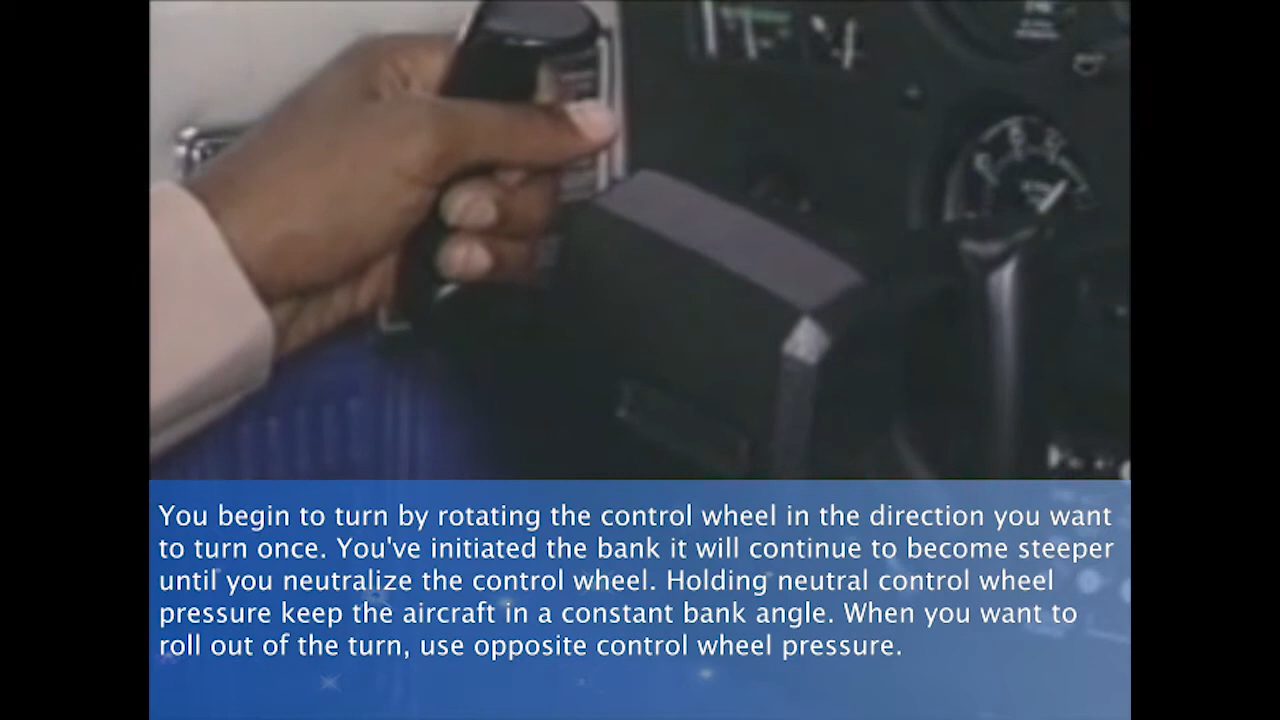 You begin to turn by rotating the control wheel in the direction you want
to turn once. You've initiated the bank it will continue to become steeper
until you neutralize the control wheel. Holding neutral control wheel
pressure keep the aircraft in a constant bank angle. When you want to
roll out of the turn, use opposite control wheel pressure.